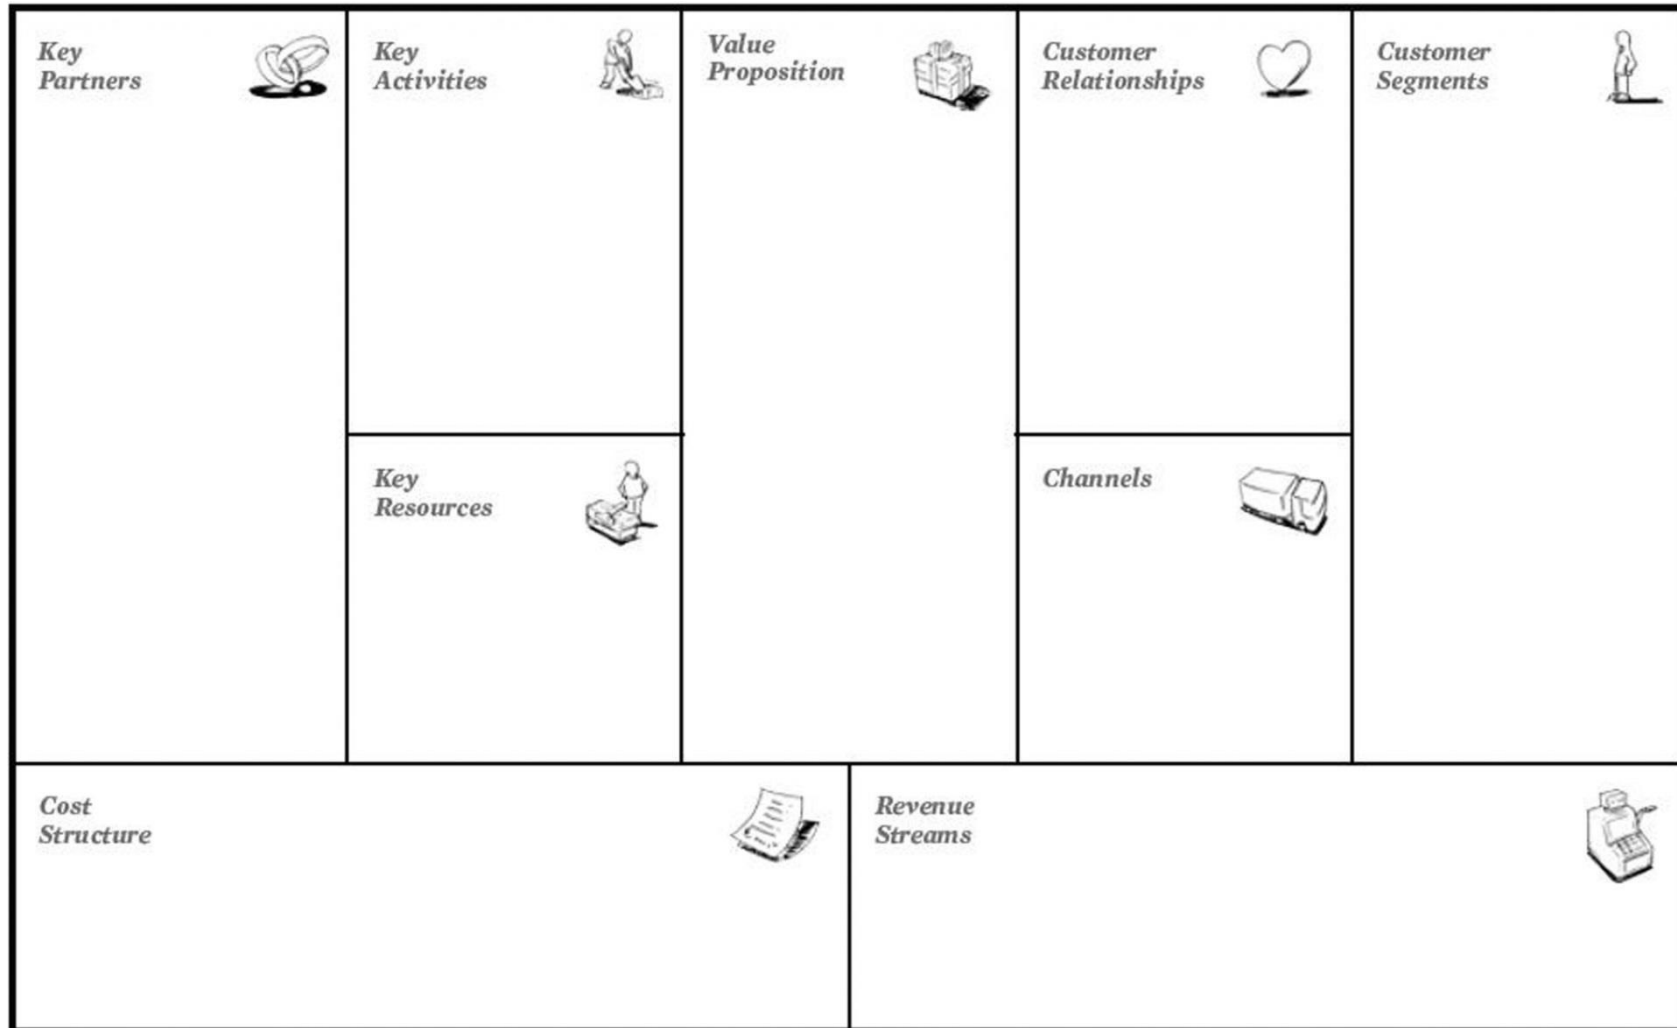 Key
Partners
Key
Activities
Value
Proposition
Customer
Relationships
Customer
Segments
Key
Resources
Channels
Cost
Structure
Revenue
Streams